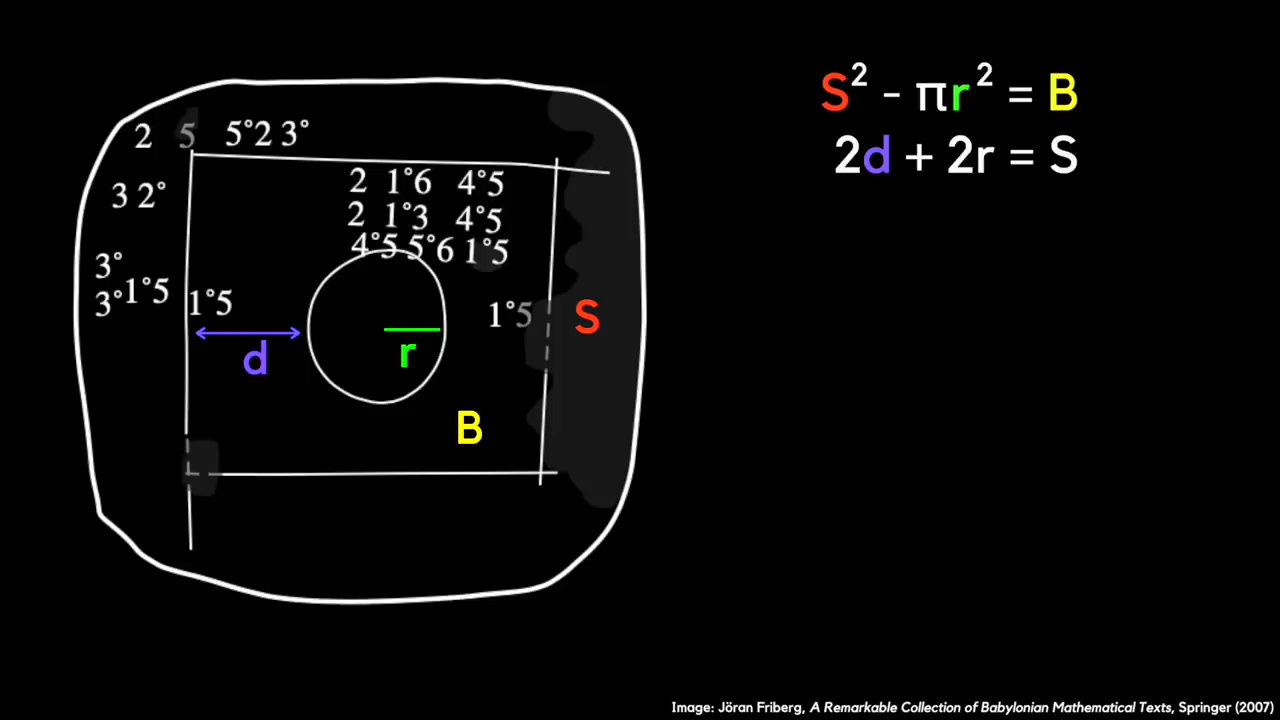 2 5 5°2 3°
3 2°
3°
3° 1°5
1°5
2 1°6 4°5
2 1°3 4°5
4°5 5°6 1°5
1°5
d
r
B
S
S² - πr² = B
2d + 2r = S
Image: Jöran Friberg, A Remarkable Collection of Babylonian Mathematical Texts, Springer (2007)